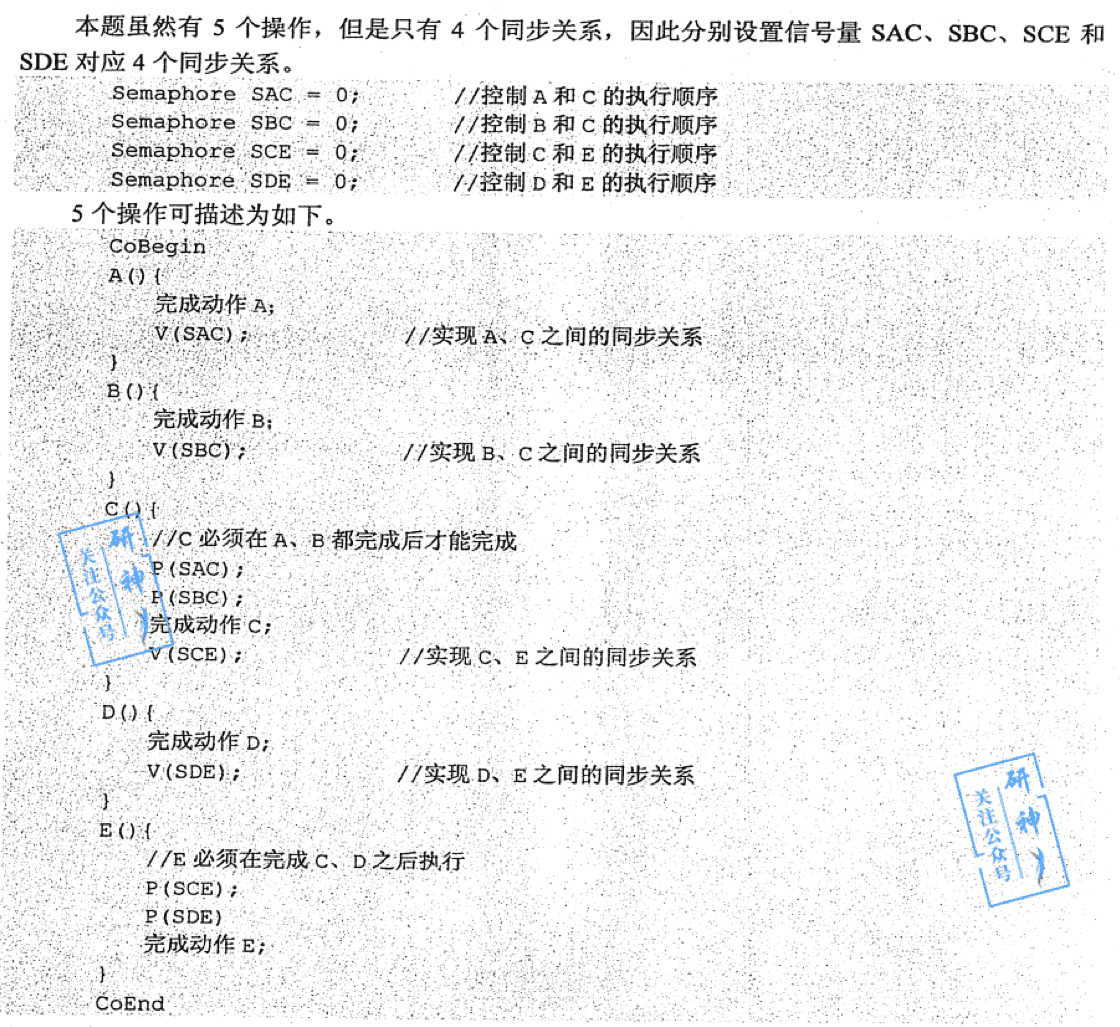 本题虽然有 5 个操作，但是只有 4 个同步关系，因此分别设置信号量 SAC、SBC、SCE 和
SDE 对应 4 个同步关系。
Semaphore SAC = 0; //控制 A 和 C 的执行顺序
Semaphore SBC = 0; //控制 B 和 C 的执行顺序
Semaphore SCE = 0; //控制 C 和 E 的执行顺序
Semaphore SDE = 0; //控制 D 和 E 的执行顺序
5 个操作可描述为如下。
CoBegin
A(){
完成动作 A;
V(SAC); //实现 A、C 之间的同步关系
}
B(){
完成动作 B;
V(SBC); //实现 B、C 之间的同步关系
}
C(){
//C 必须在 A、B 都完成后才能完成
P(SAC);
P(SBC);
完成动作 C;
V(SCE); //实现 C、E 之间的同步关系
}
D(){
完成动作 D;
V(SDE); //实现 D、E 之间的同步关系
}
E(){
//E 必须在完成 C、D 之后执行
P(SCE);
P(SDE)
完成动作 E;
}
CoEnd
关注公众号
研神
关注公众号
研神